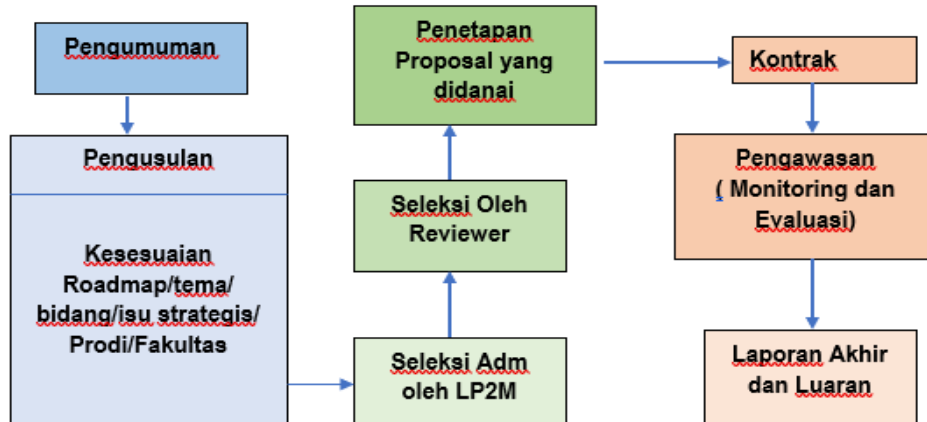 Pengumuman
Pengusulan
Kesesuaian
Roadmap/tema/
bidang/isu strategis/
Prodi/Fakultas
Seleksi Adm
oleh LP2M
Seleksi Oleh
Reviewer
Penetapan
Proposal yang
didanai
Kontrak
Pengawasan
( Monitoring dan
Evaluasi)
Laporan Akhir
dan Luaran